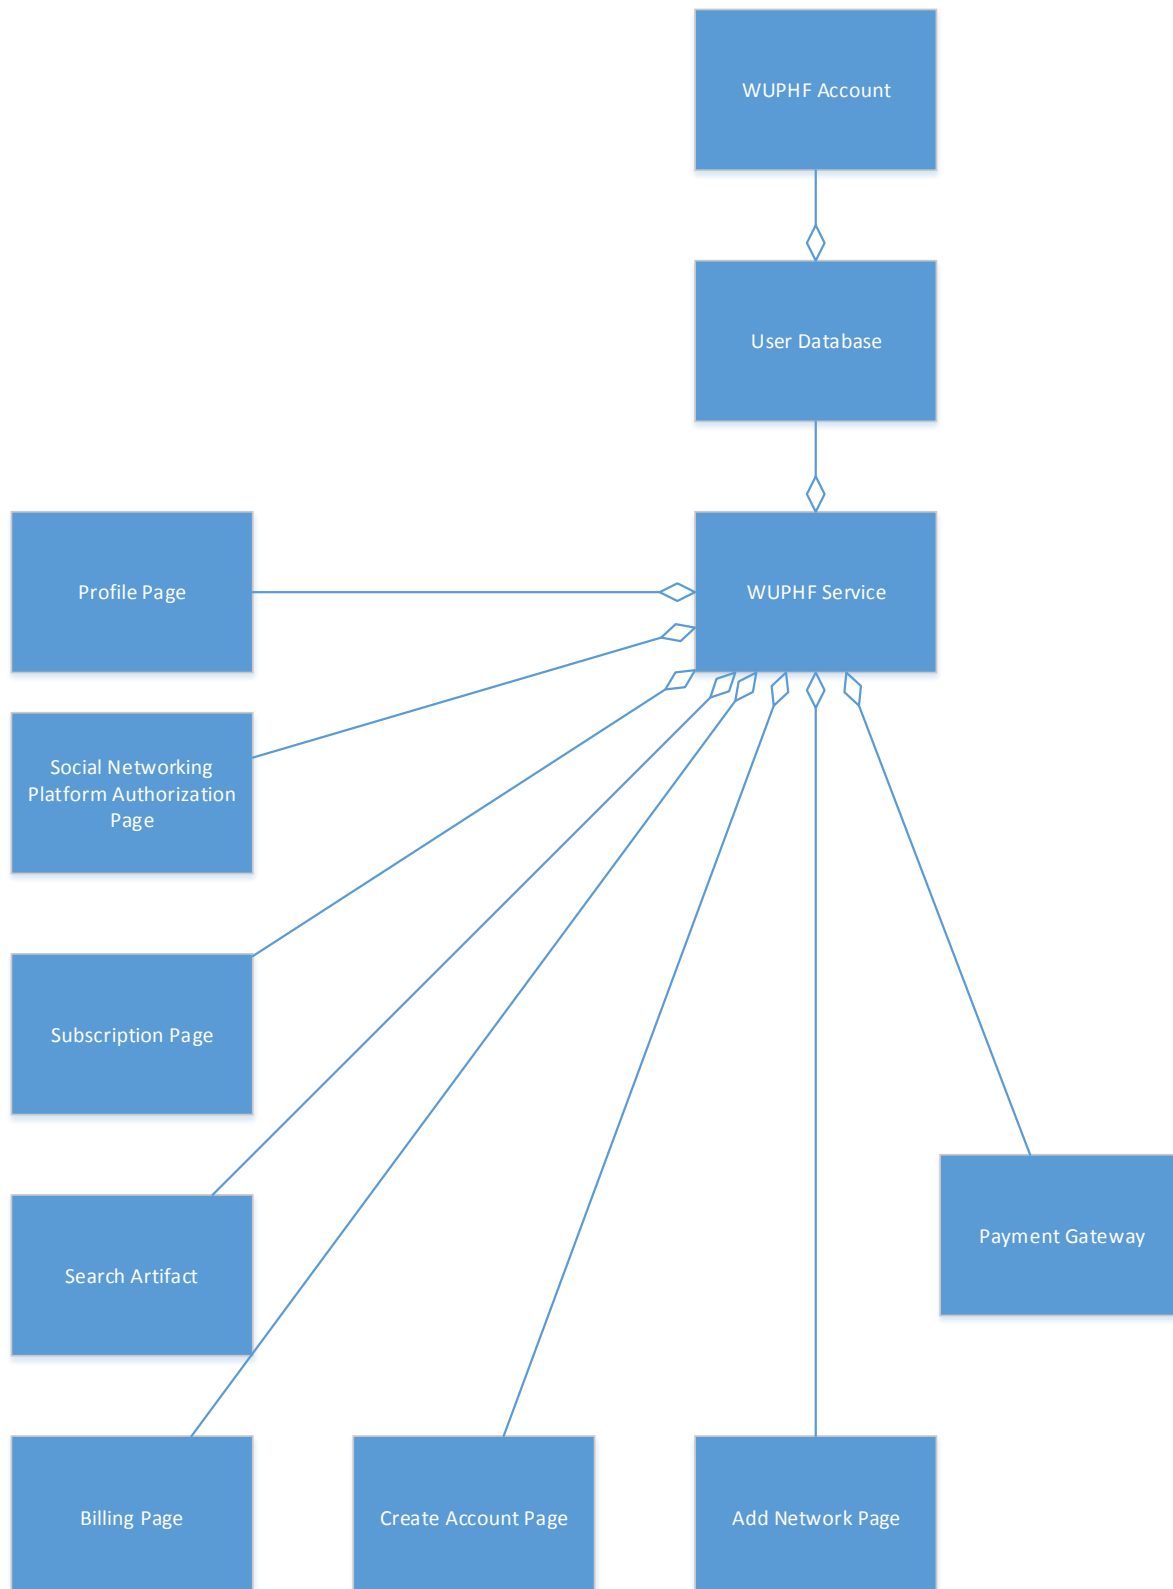 WUPHF Account
User Database
Profile Page
WUPHF Service
Social Networking
Platform Authorization
Page
Subscription Page
Payment Gateway
Search Artifact
Billing Page
Create Account Page
Add Network Page